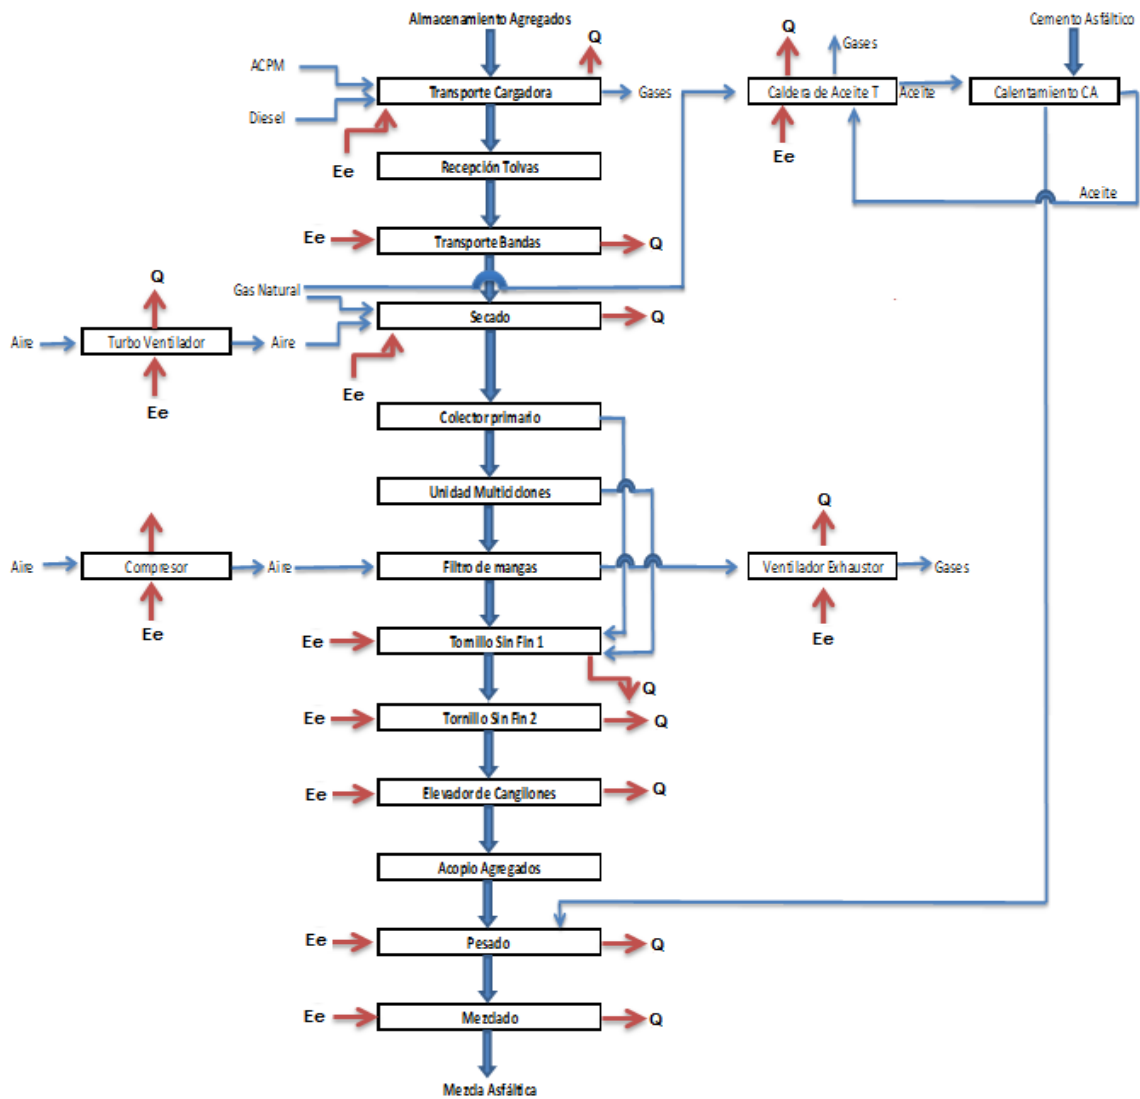 Almacenamiento Agregados
Cemento Asfáltico
Q
Q
Gases
ACPM
Transporte Cargadora
Gases
Caldera de Aceite T
Aceite
Calentamiento CA
Diesel
Ee
Ee
Recepción Tolvas
Aceite
Ee
Transporte Bandas
Q
Q
Gas Natural
Secado
Q
Aire
Turbo Ventilador
Aire
Ee
Ee
Colector primario
Unidad Multiciclones
Q
Aire
Compresor
Aire
Filtro de mangas
Ventilador Exhaustor
Gases
Ee
Ee
Ee
Tornillo Sin Fin 1
Q
Ee
Tornillo Sin Fin 2
Q
Ee
Elevador de Cangilones
Q
Acopio Agregados
Ee
Pesado
Q
Ee
Mezclado
Q
Mezcla Asfáltica